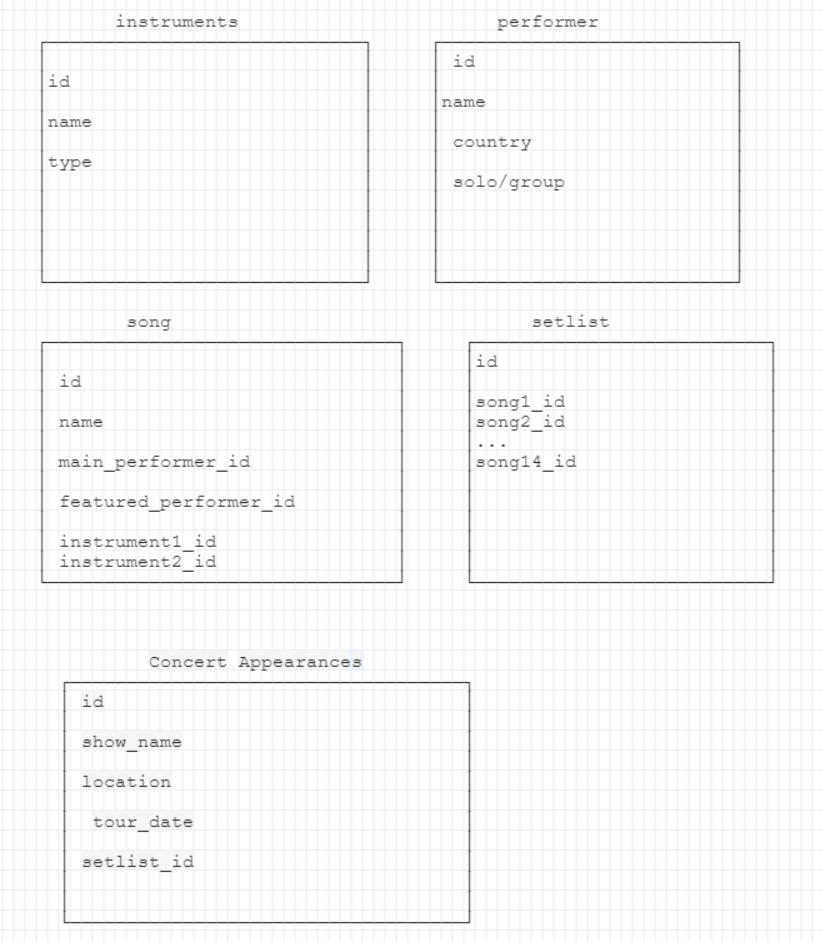 instruments
id
name
type
performer
id
name
country
solo/group
song
id
name
main_performer_id
featured_performer_id
instrument1_id
instrument2_id
setlist
id
song1_id
song2_id
...
song14_id
Concert Appearances
id
show_name
location
tour_date
setlist_id